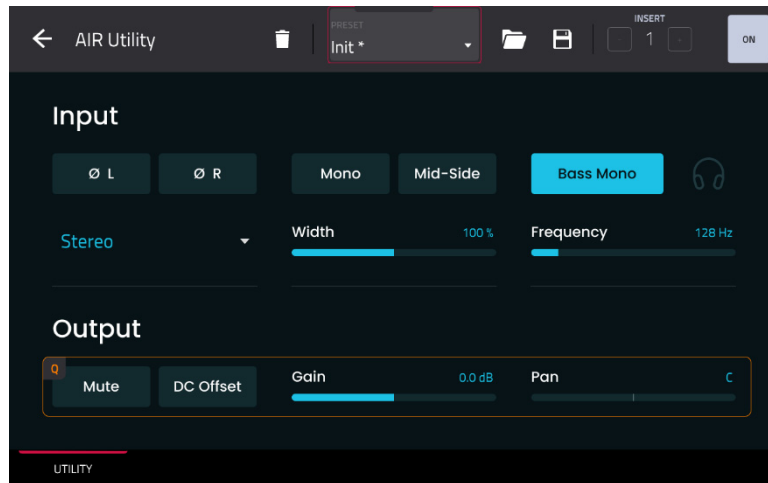 AIR Utility
PRESET
Init *
INSERT
1
ON
Input
Ø L
Ø R
Mono
Mid-Side
Bass Mono
Stereo
Width
100 %
Frequency
128 Hz
Output
Q
Mute
DC Offset
Gain
0.0 dB
Pan
C
UTILITY